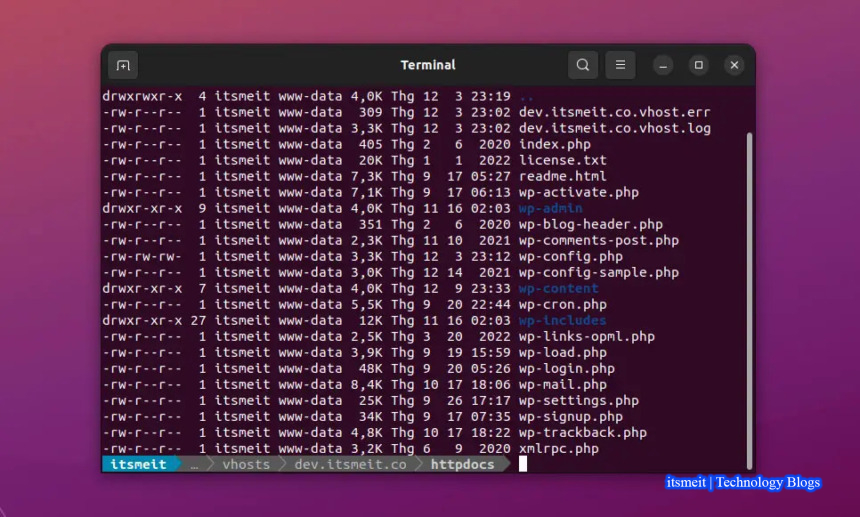 Terminal
drwxrwxr-x  4 itsmeit www-data 4,0K Thg 12  3 23:19 ..
-rw-r--r--  1 itsmeit www-data  309 Thg 12  3 23:02 dev.itsmeit.co.vhost.err
-rw-r--r--  1 itsmeit www-data 3,3K Thg 12  3 23:02 dev.itsmeit.co.vhost.log
-rw-r--r--  1 itsmeit www-data  405 Thg 2   6  2020 index.php
-rw-r--r--  1 itsmeit www-data  20K Thg 1   1  2022 license.txt
-rw-r--r--  1 itsmeit www-data 7,3K Thg 9  17 05:27 readme.html
-rw-r--r--  1 itsmeit www-data 7,1K Thg 9  17 06:13 wp-activate.php
drwxr-xr-x  9 itsmeit www-data 4,0K Thg 11 16 02:03 wp-admin
-rw-r--r--  1 itsmeit www-data  351 Thg 2   6  2020 wp-blog-header.php
-rw-r--r--  1 itsmeit www-data 2,3K Thg 11 10  2021 wp-comments-post.php
-rw-rw-rw-  1 itsmeit www-data 3,3K Thg 12  3 23:12 wp-config.php
-rw-r--r--  1 itsmeit www-data 3,0K Thg 12 14  2021 wp-config-sample.php
drwxr-xr-x  7 itsmeit www-data 4,0K Thg 12  9 23:33 wp-content
-rw-r--r--  1 itsmeit www-data 5,5K Thg 9  20 22:44 wp-cron.php
drwxr-xr-x 27 itsmeit www-data  12K Thg 11 16 02:03 wp-includes
-rw-r--r--  1 itsmeit www-data 2,5K Thg 3  20  2022 wp-links-opml.php
-rw-r--r--  1 itsmeit www-data 3,9K Thg 9  19 15:59 wp-load.php
-rw-r--r--  1 itsmeit www-data  48K Thg 9  20 05:26 wp-login.php
-rw-r--r--  1 itsmeit www-data 8,4K Thg 10 17 18:06 wp-mail.php
-rw-r--r--  1 itsmeit www-data  25K Thg 9  26 17:17 wp-settings.php
-rw-r--r--  1 itsmeit www-data  34K Thg 9  17 07:35 wp-signup.php
-rw-r--r--  1 itsmeit www-data 4,8K Thg 10 17 18:22 wp-trackback.php
-rw-r--r--  1 itsmeit www-data 3,2K Thg 6   9  2020 xmlrpc.php
itsmeit … vhosts dev.itsmeit.co httpdocs
itsmeit | Technology Blogs